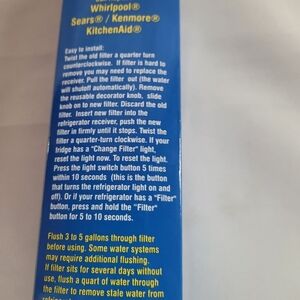 Whirlpool®
Sears® / Kenmore®
KitchenAid®
Easy to install:
Twist the old filter a quarter turn
counterclockwise. If filter is hard to
remove you may need to replace the
receiver. Pull the filter out (the water
will shutoff automatically). Remove
the reusable decorator knob, slide
knob on to new filter. Discard the old
filter. Insert new filter into the
refrigerator receiver, push the new
filter in firmly until it stops. Twist the
filter a quarter-turn clockwise. If your
fridge has a "Change Filter" light,
reset the light now. To reset the light.
Press the light switch button 5 times
within 10 seconds (this is the button
that turns the refrigerator light on and
off). Or if your refrigerator has a "Filter"
button, press and hold the "Filter"
button for 5 to 10 seconds.
Flush 3 to 5 gallons through filter
before using. Some water systems
may require additional flushing.
If filter sits for several days without
use, flush a quart of water through
the filter to remove stale water from